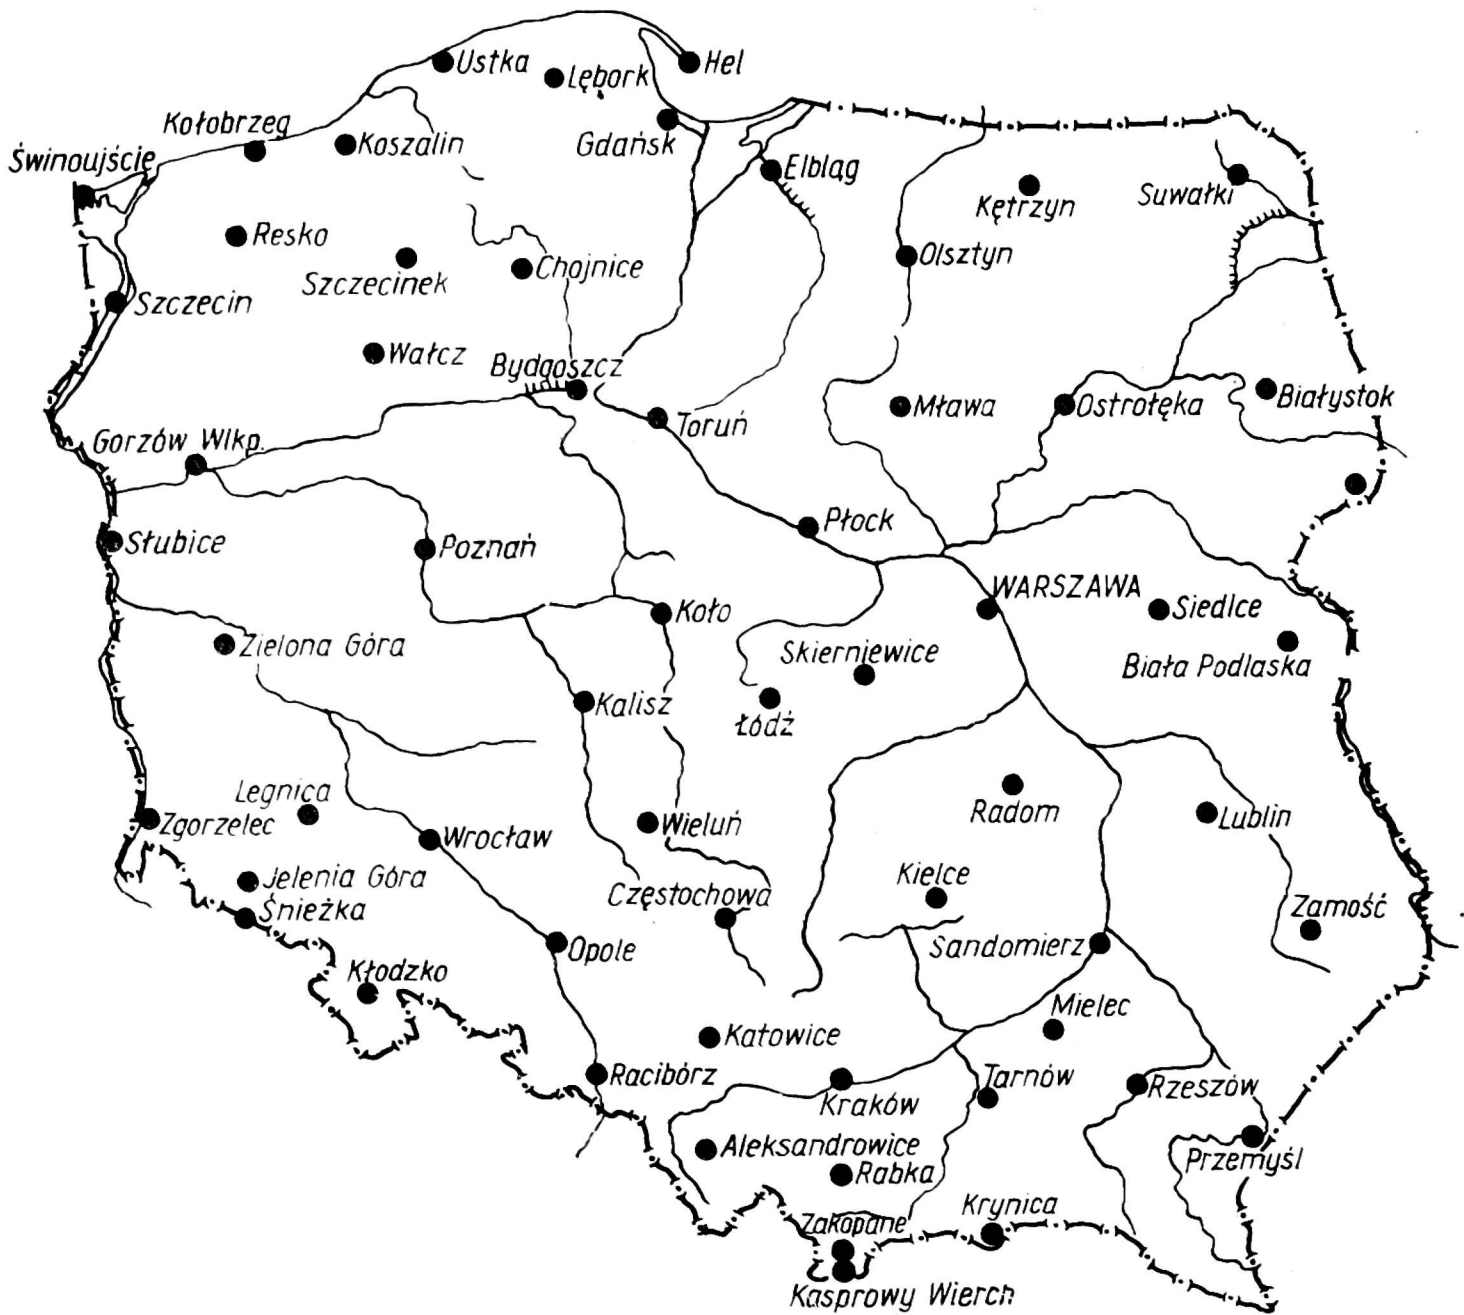 Ustka
Lębork
Hel
Kołobrzeg
Koszalin
Gdańsk
Świnoujście
Elbląg
Kętrzyn
Suwałki
Resko
Szczecinek
Chojnice
Olsztyn
Szczecin
Wałcz
Bydgoszcz
Toruń
Mława
Ostrołęka
Białystok
Gorzów Wlkp.
Słubice
Poznań
Płock
WARSZAWA
Siedlce
Koło
Zielona Góra
Skierniewice
Biała Podlaska
Kalisz
Łódź
Legnica
Zgorzelec
Wrocław
Wieluń
Radom
Lublin
Jelenia Góra
Śnieżka
Częstochowa
Kielce
Zamość
Opole
Sandomierz
Kłodzko
Mielec
Katowice
Racibórz
Kraków
Tarnów
Rzeszów
Aleksandrowice
Rabka
Przemyśl
Zakopane
Krynica
Kasprowy Wierch